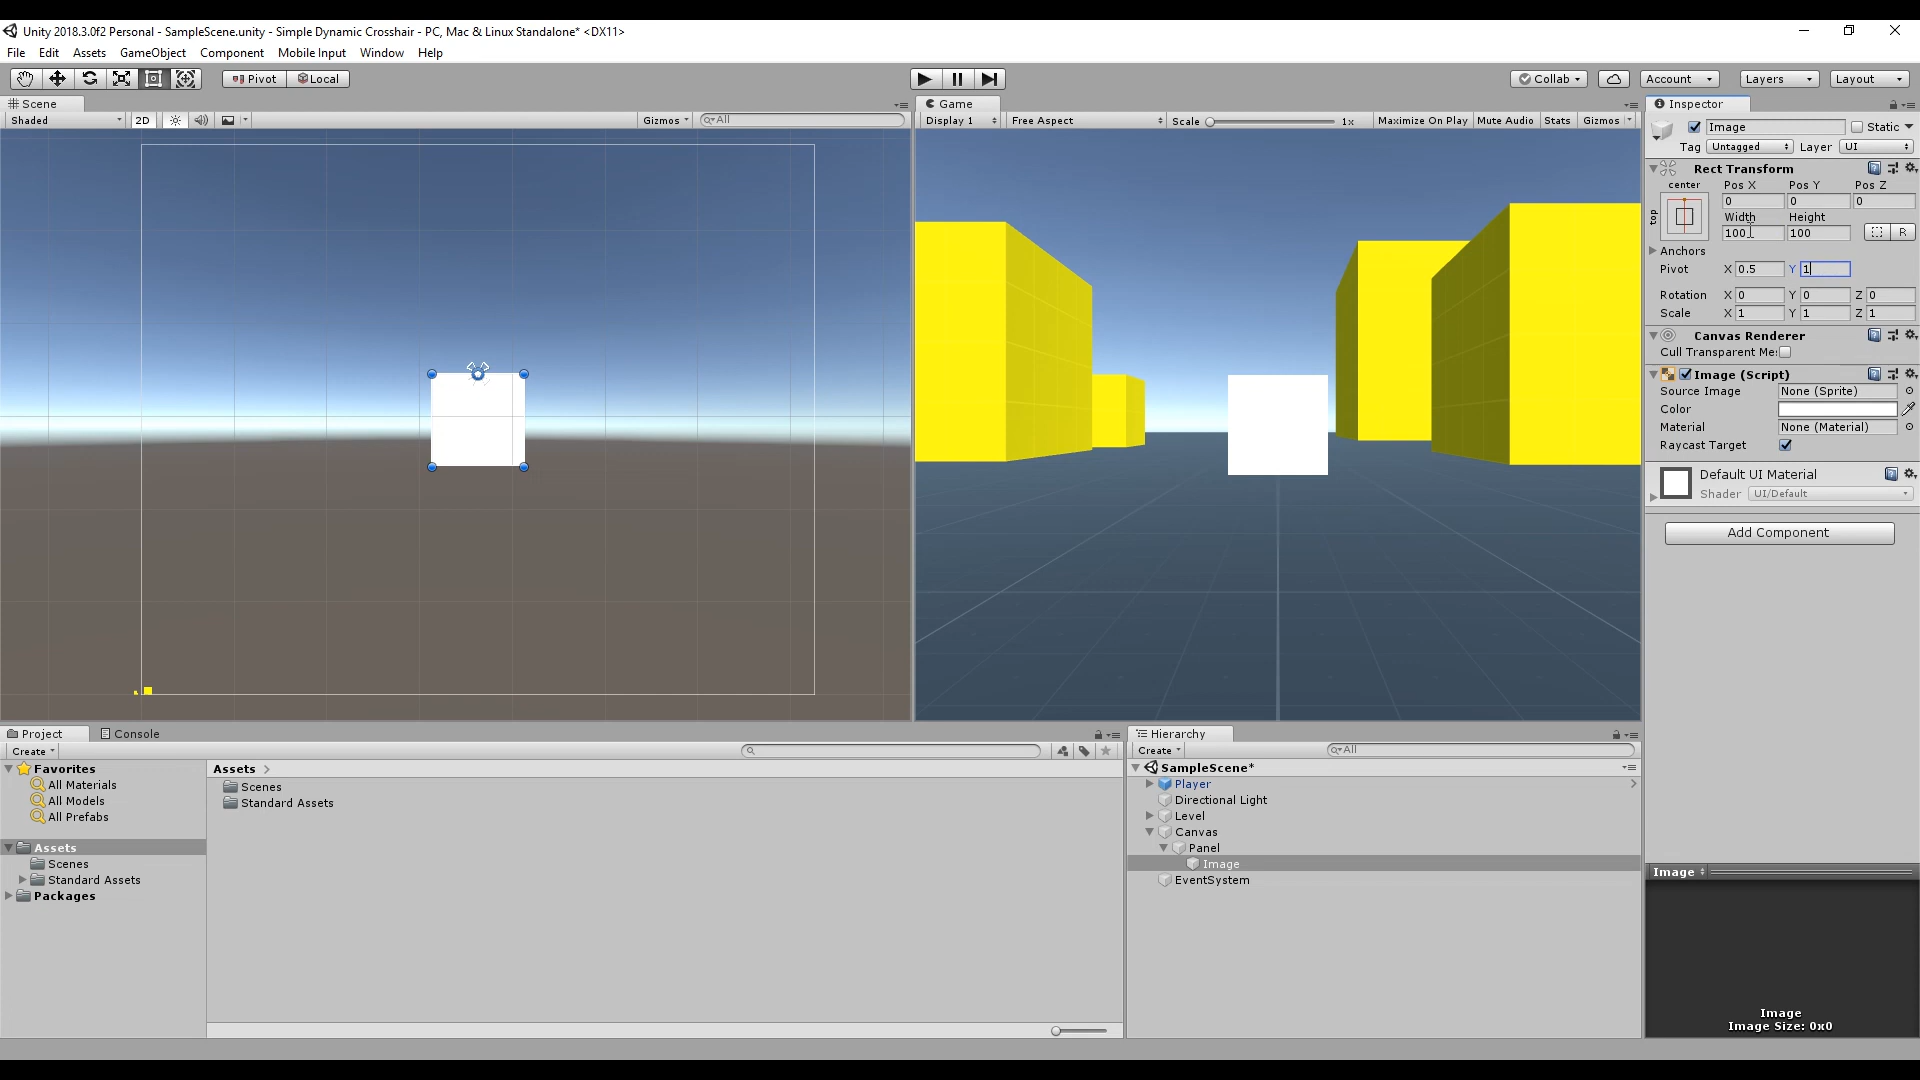 Unity 2018.3.0f2 Personal - SampleScene.unity - Simple Dynamic Crosshair - PC, Mac & Linux Standalone* <DX11>
File Edit Assets GameObject Component Mobile Input Window Help
Pivot Local Collab Account Layers Layout
Scene Game Inspector
Shaded 2D Gizmos All Display 1 Free Aspect Scale 1x Maximize On Play Mute Audio Stats Gizmos
Image Static
Tag Untagged Layer UI
Rect Transform
center Pos X Pos Y Pos Z
top 0 0 0
Width Height
100 100 R
Anchors
Pivot X 0.5 Y 1
Rotation X 0 Y 0 Z 0
Scale X 1 Y 1 Z 1
Canvas Renderer
Cull Transparent Me:
Image (Script)
Source Image None (Sprite)
Color
Material None (Material)
Raycast Target
Default UI Material
Shader UI/Default
Add Component
Project Console
Create
Favorites
All Materials
All Models
All Prefabs
Assets
Scenes
Standard Assets
Packages
Assets >
Scenes
Standard Assets
Hierarchy
Create All
SampleScene*
Player
Directional Light
Level
Canvas
Panel
Image
EventSystem
Image
Image
Image Size: 0x0